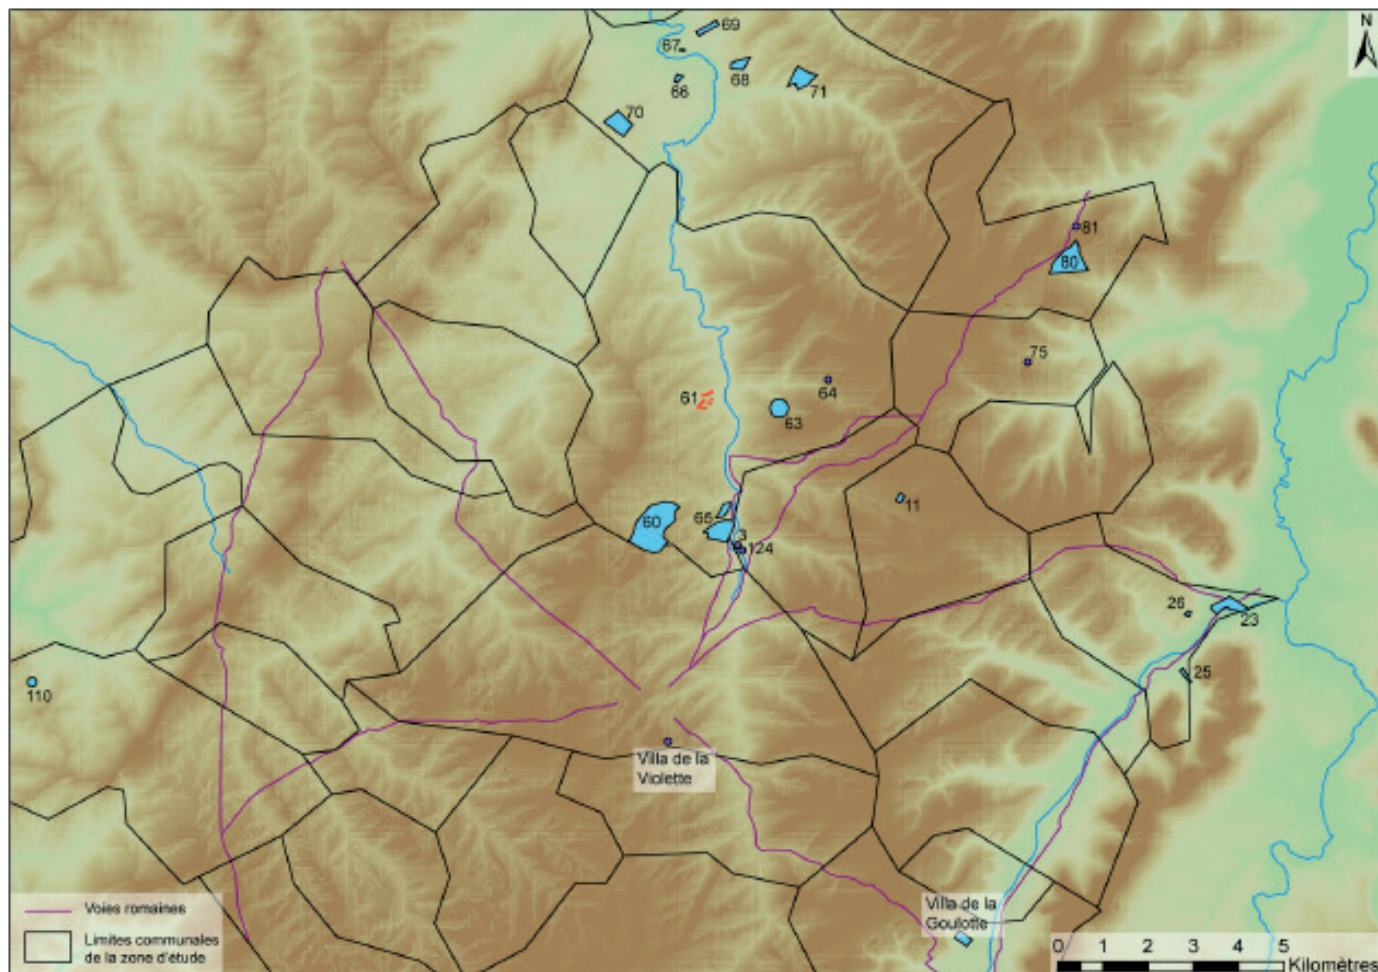 69
N
67
68
66
71
70
81
80
75
64
61
63
11
60
65
3
124
26
23
25
110
Villa de la
Violette
Villa de la
Goulotte
Voies romaines
Limites communales
de la zone d'étude
0 1 2 3 4 5
Kilomètres